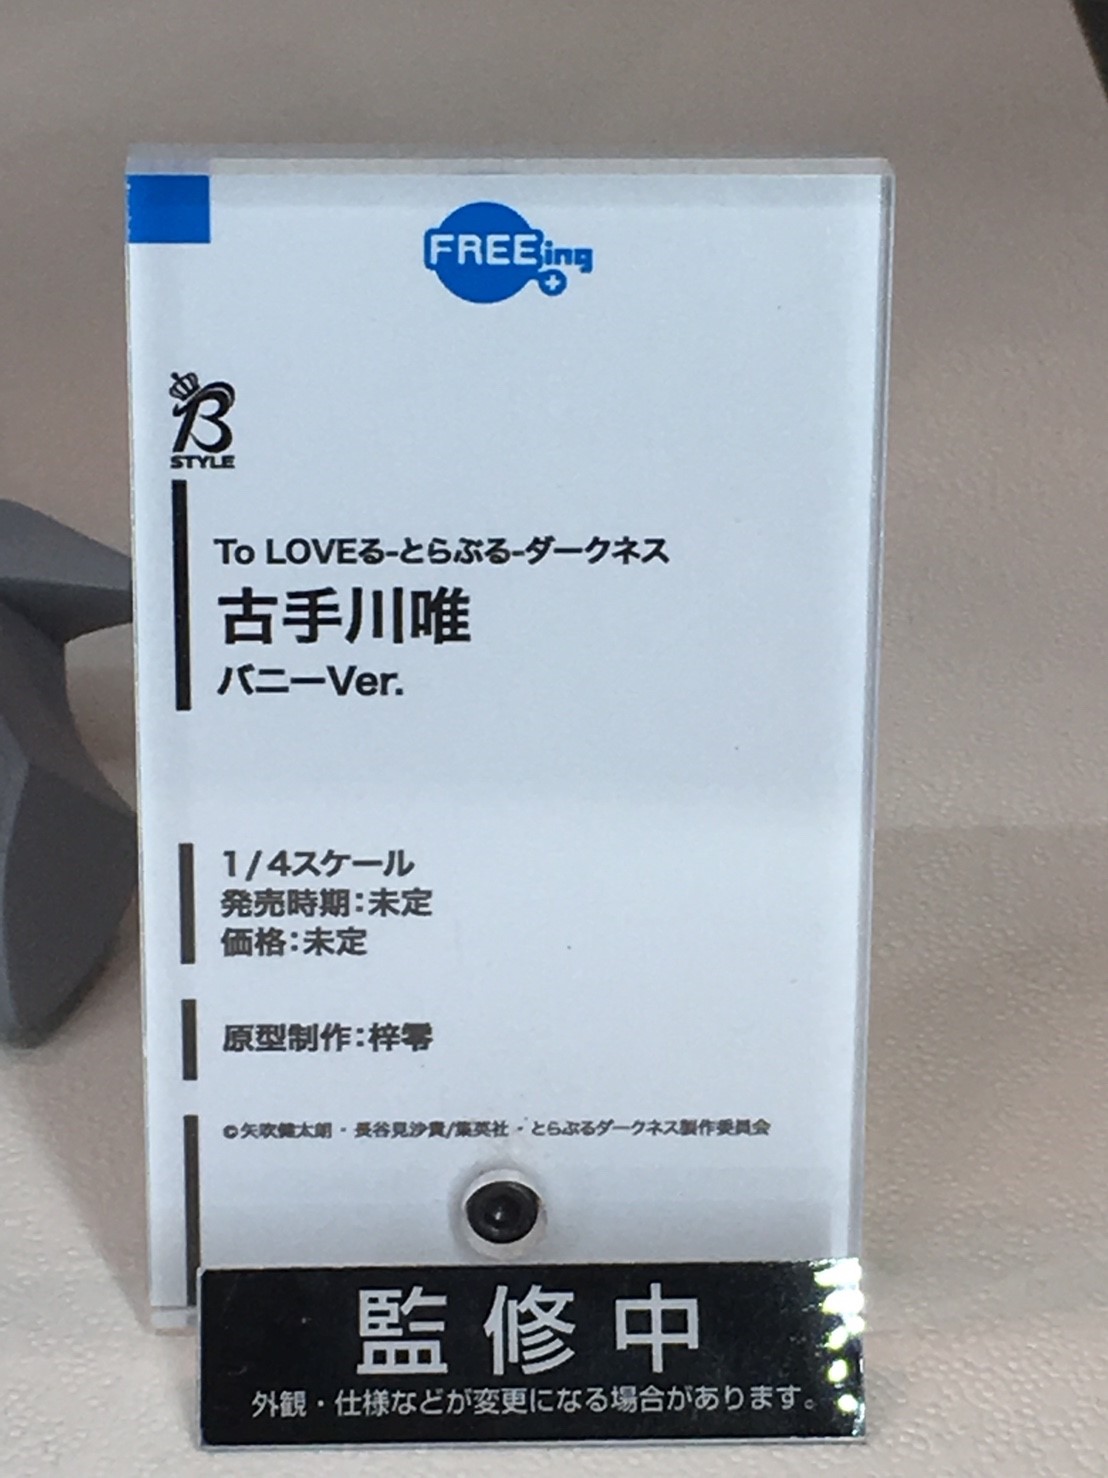 FREEing
B
STYLE
To LOVEる-とらぶる-ダークネス
古手川唯
バニーVer.
1/4スケール
発売時期：未定
価格：未定
原型制作：梓零
©矢吹健太朗・長谷見沙貴/集英社・とらぶるダークネス製作委員会
監修中
外観・仕様などが変更になる場合があります。